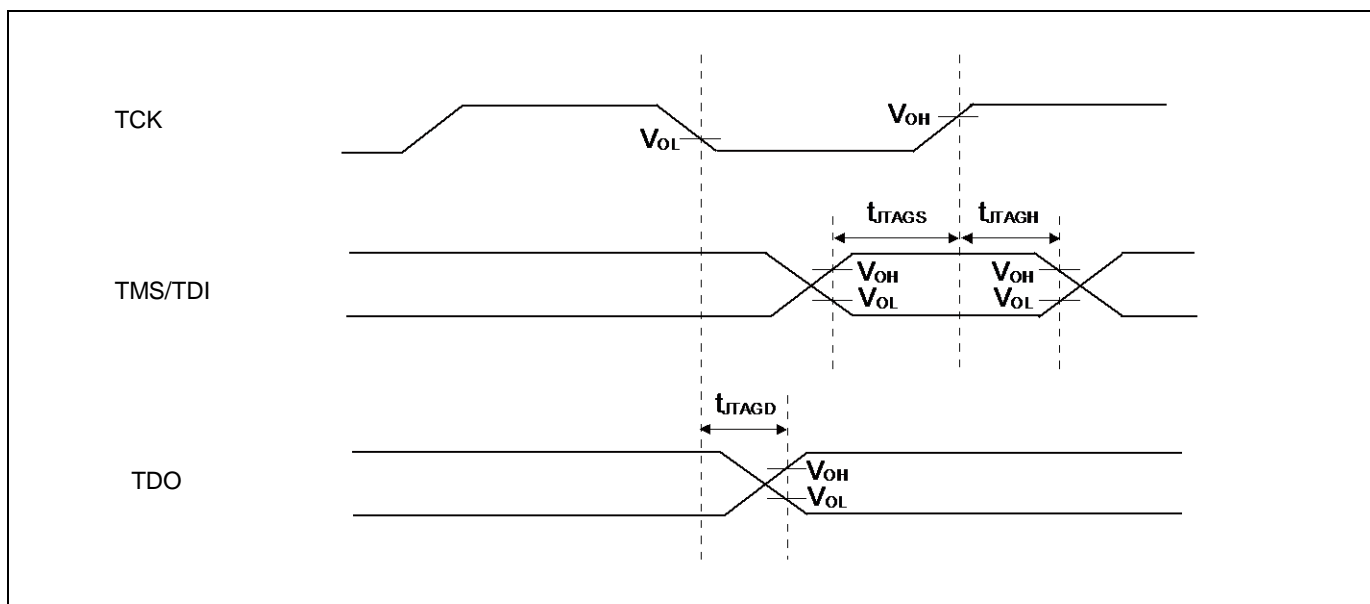 TCK
VOL
VOH
tJTAGS
tJTAGH
TMS/TDI
VOH
VOL
VOH
VOL
tJTAGD
TDO
VOH
VOL